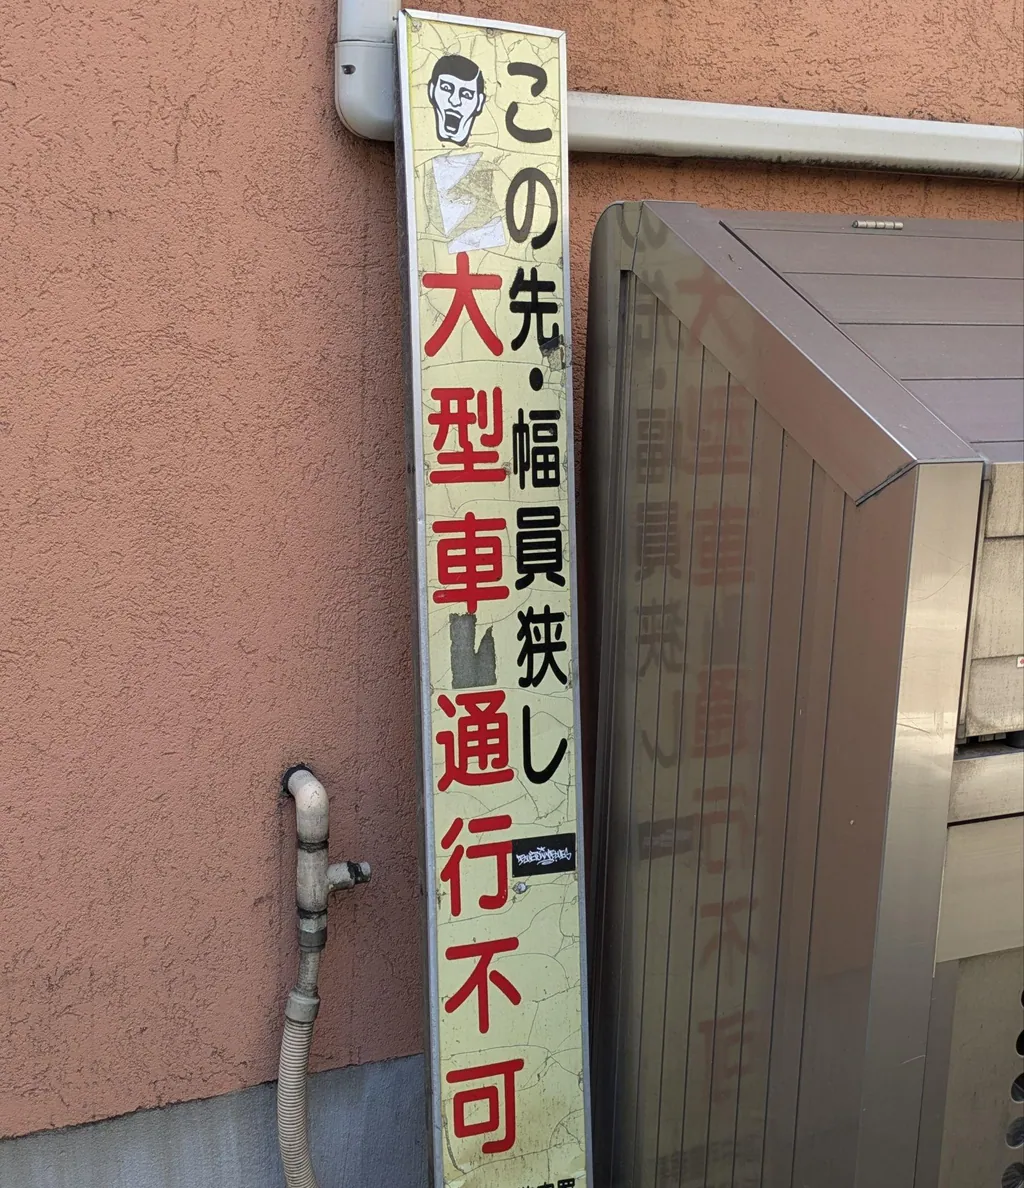 この先・幅員狭し
大型車通行不可